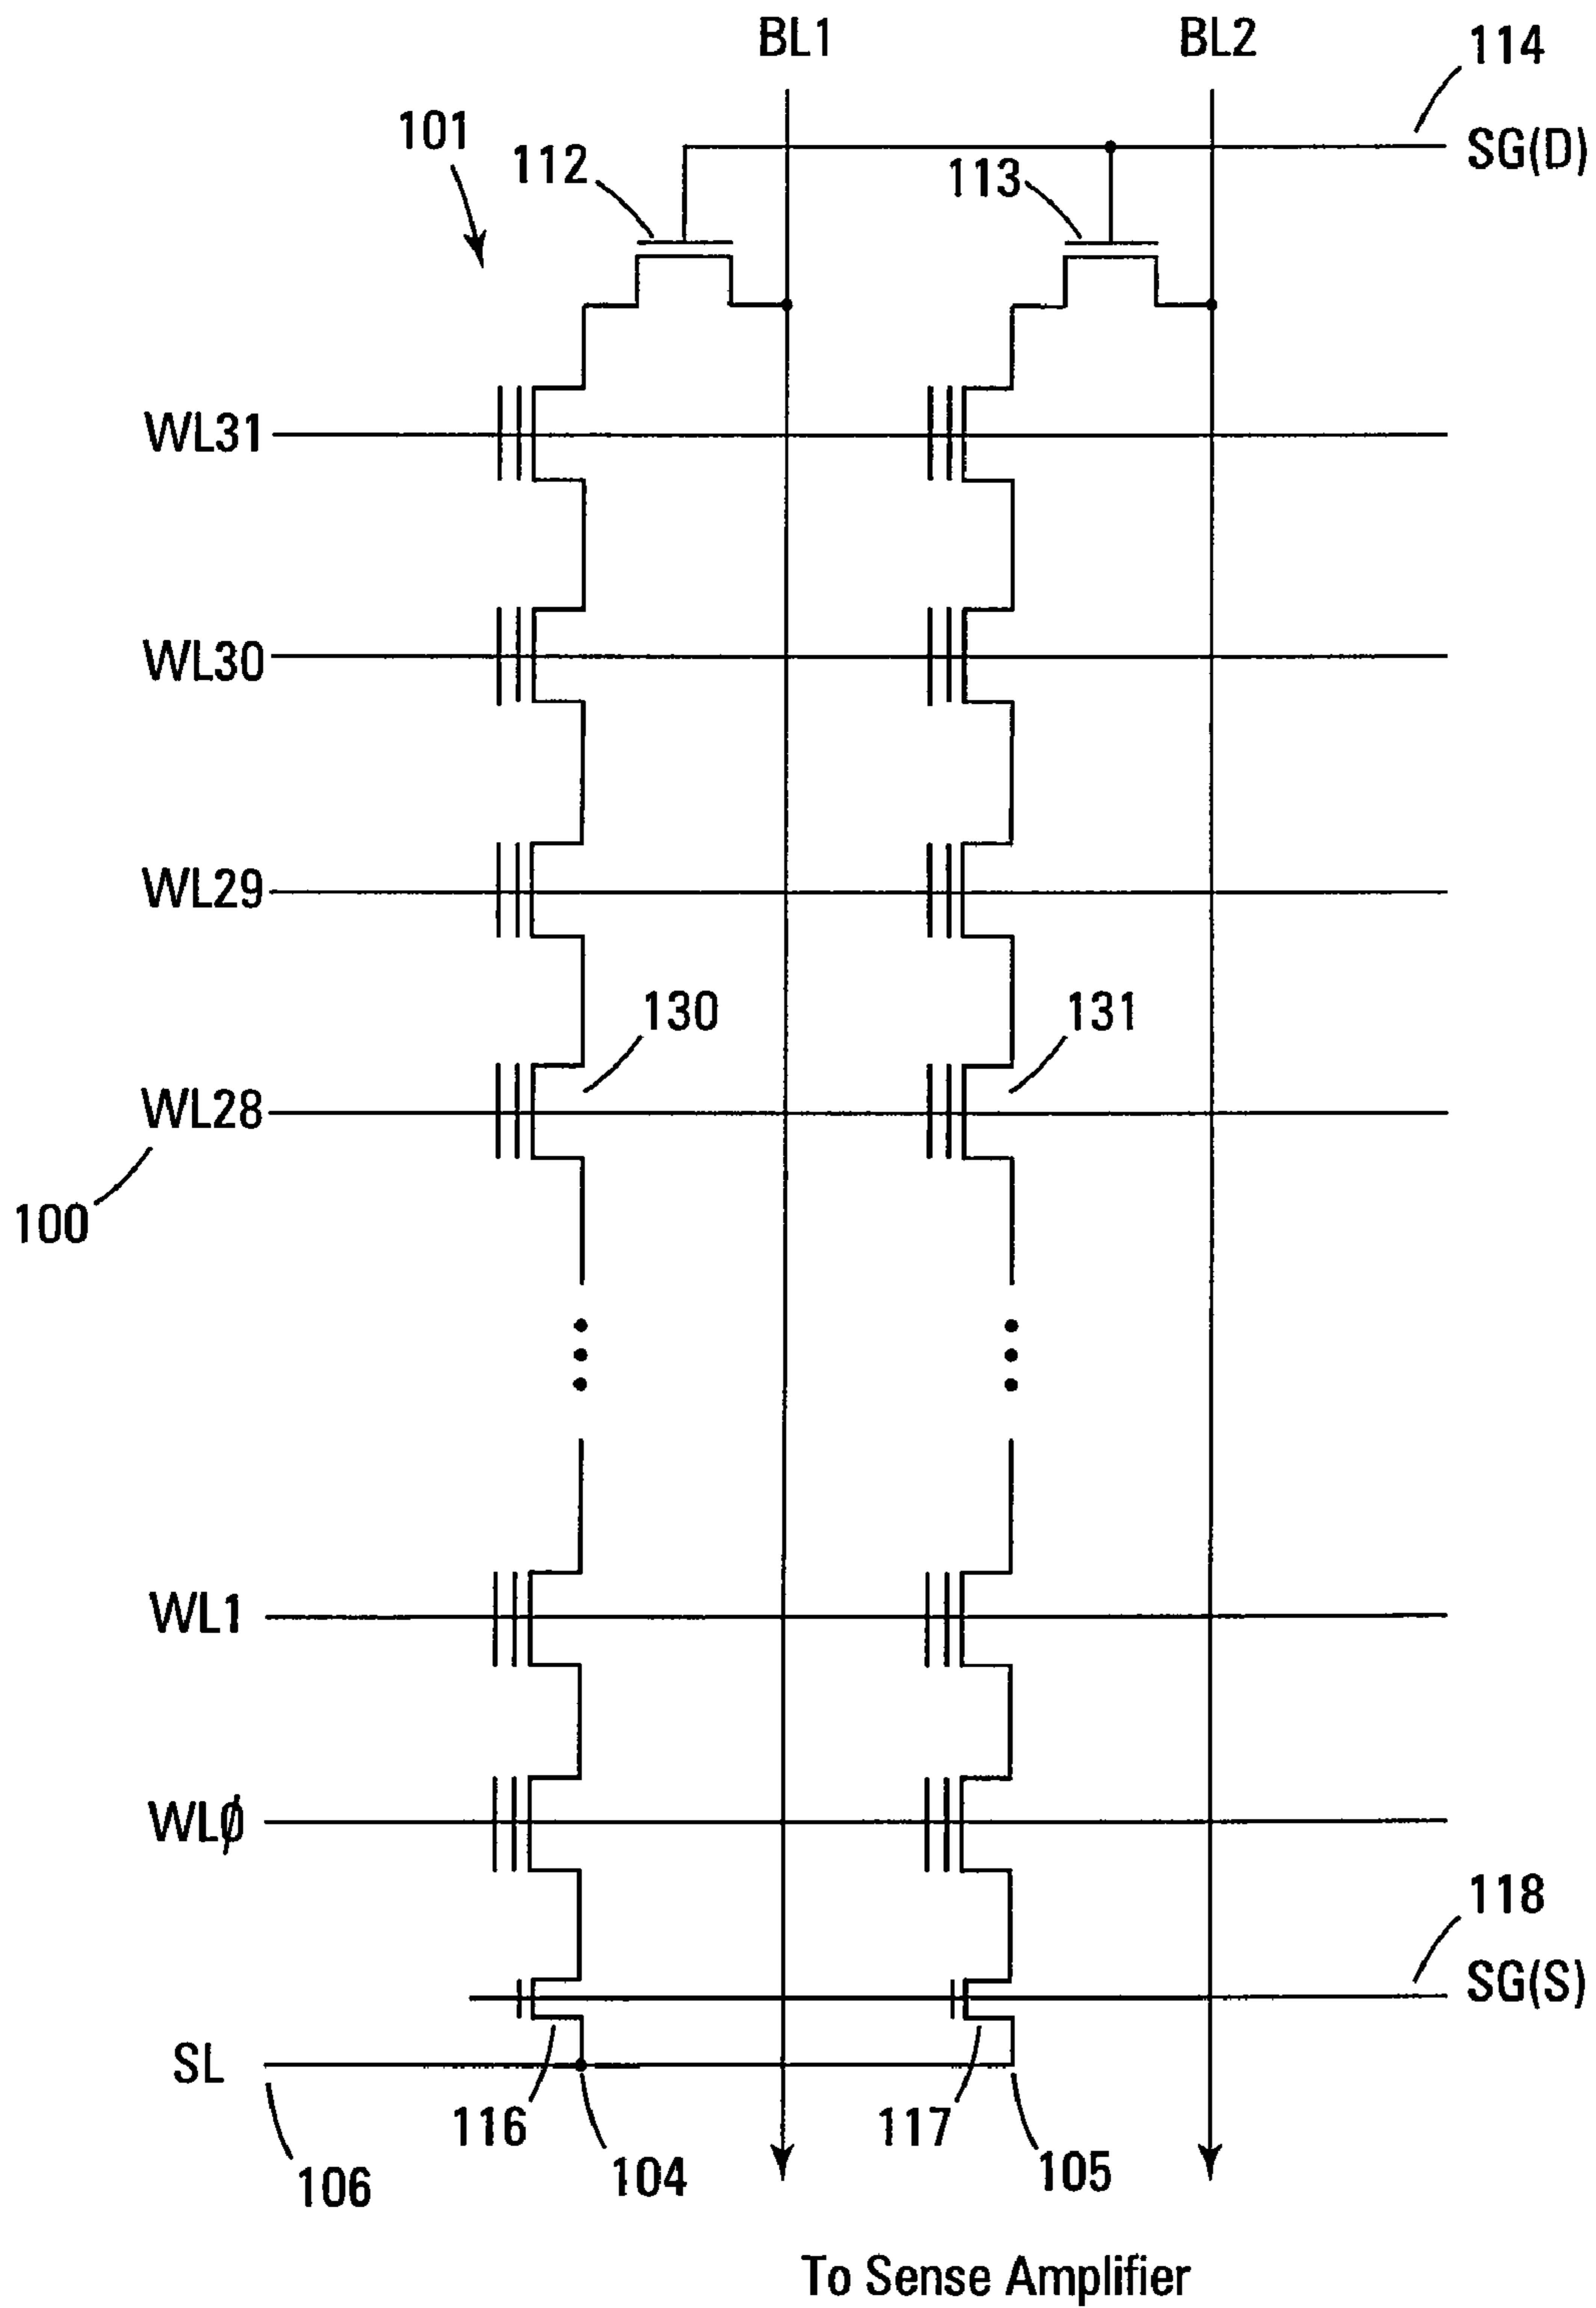 BL1
BL2
114
101
112
113
SG(D)
WL31
WL30
WL29
130
131
WL28
100
WL1
WLφ
118
SG(S)
SL
116
117
106
104
105
To Sense Amplifier